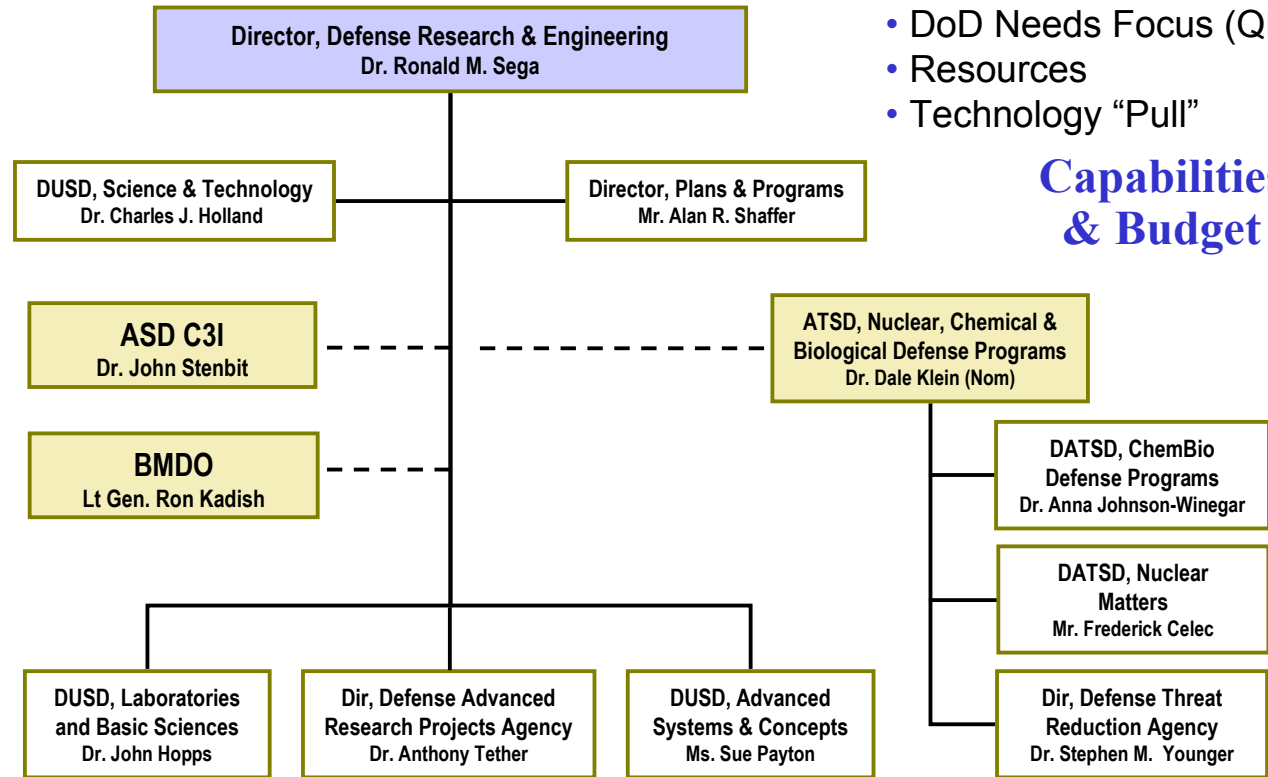 Director, Defense Research & Engineering
Dr. Ronald M. Sega
• DoD Needs Focus
• Resources
• Technology “Pull”
Capabilities
& Budget
DUSD, Science & Technology
Dr. Charles J. Holland
Director, Plans & Programs
Mr. Alan R. Shaffer
ASD C3I
Dr. John Stenbit
ATSD, Nuclear, Chemical &
Biological Defense Programs
Dr. Dale Klein (Nom)
BMDO
Lt Gen. Ron Kadish
DATSD, ChemBio
Defense Programs
Dr. Anna Johnson-Winegar
DATSD, Nuclear
Matters
Mr. Frederick Celec
DUSD, Laboratories
and Basic Sciences
Dr. John Hopps
Dir, Defense Advanced
Research Projects Agency
Dr. Anthony Tether
DUSD, Advanced
Systems & Concepts
Ms. Sue Payton
Dir, Defense Threat
Reduction Agency
Dr. Stephen M. Younger